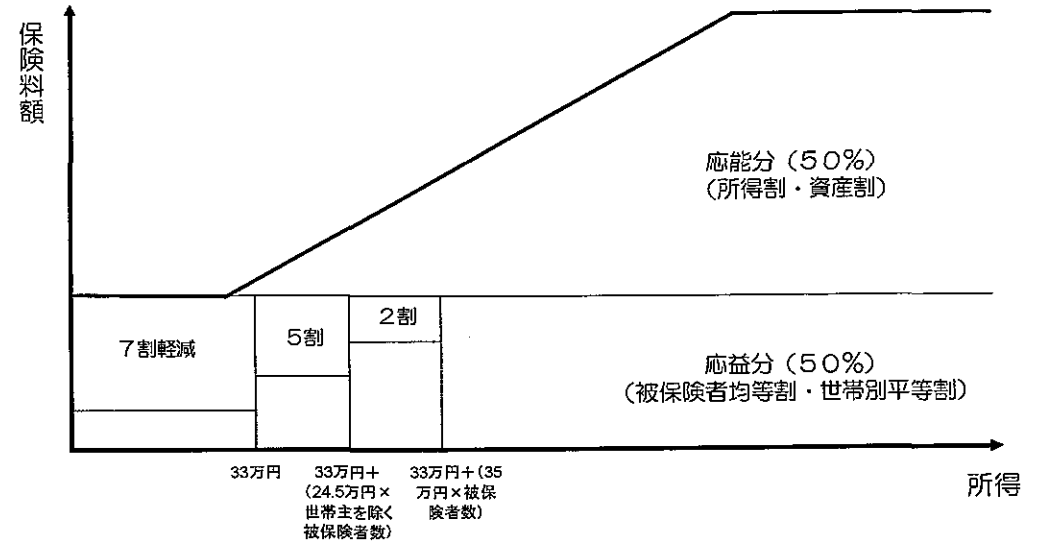 保険料額
応能分（５０％）
（所得割・資産割）
７割軽減
５割
２割
応益分（５０％）
（被保険者均等割・世帯別平等割）
33万円
33万円＋
（24.5万円×
世帯主を除く
被保険者数）
33万円＋（35
万円×被保
険者数）
所得